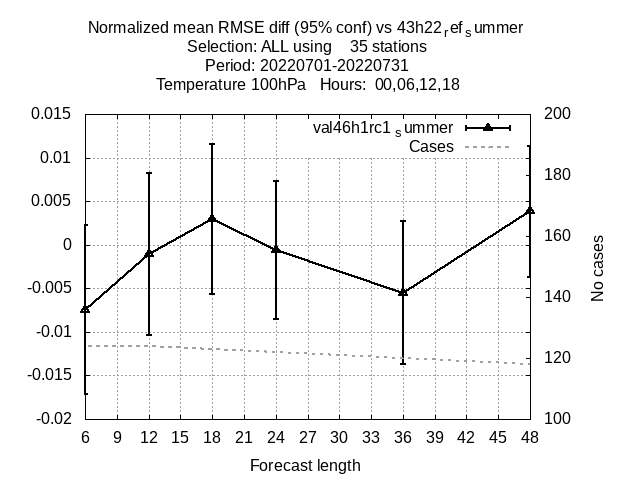 Normalized mean RMSE diff (95% conf) vs 43h22refsummer
Selection: ALL using 35 stations
Period: 20220701-20220731
Temperature 100hPa Hours: 00,06,12,18
0.015 200
val46h1rc1summer
Cases
0.01
180
0.005
160
0
No cases
-0.005
140
-0.01
120
-0.015
-0.02 100
6 9 12 15 18 21 24 27 30 33 36 39 42 45 48
Forecast length